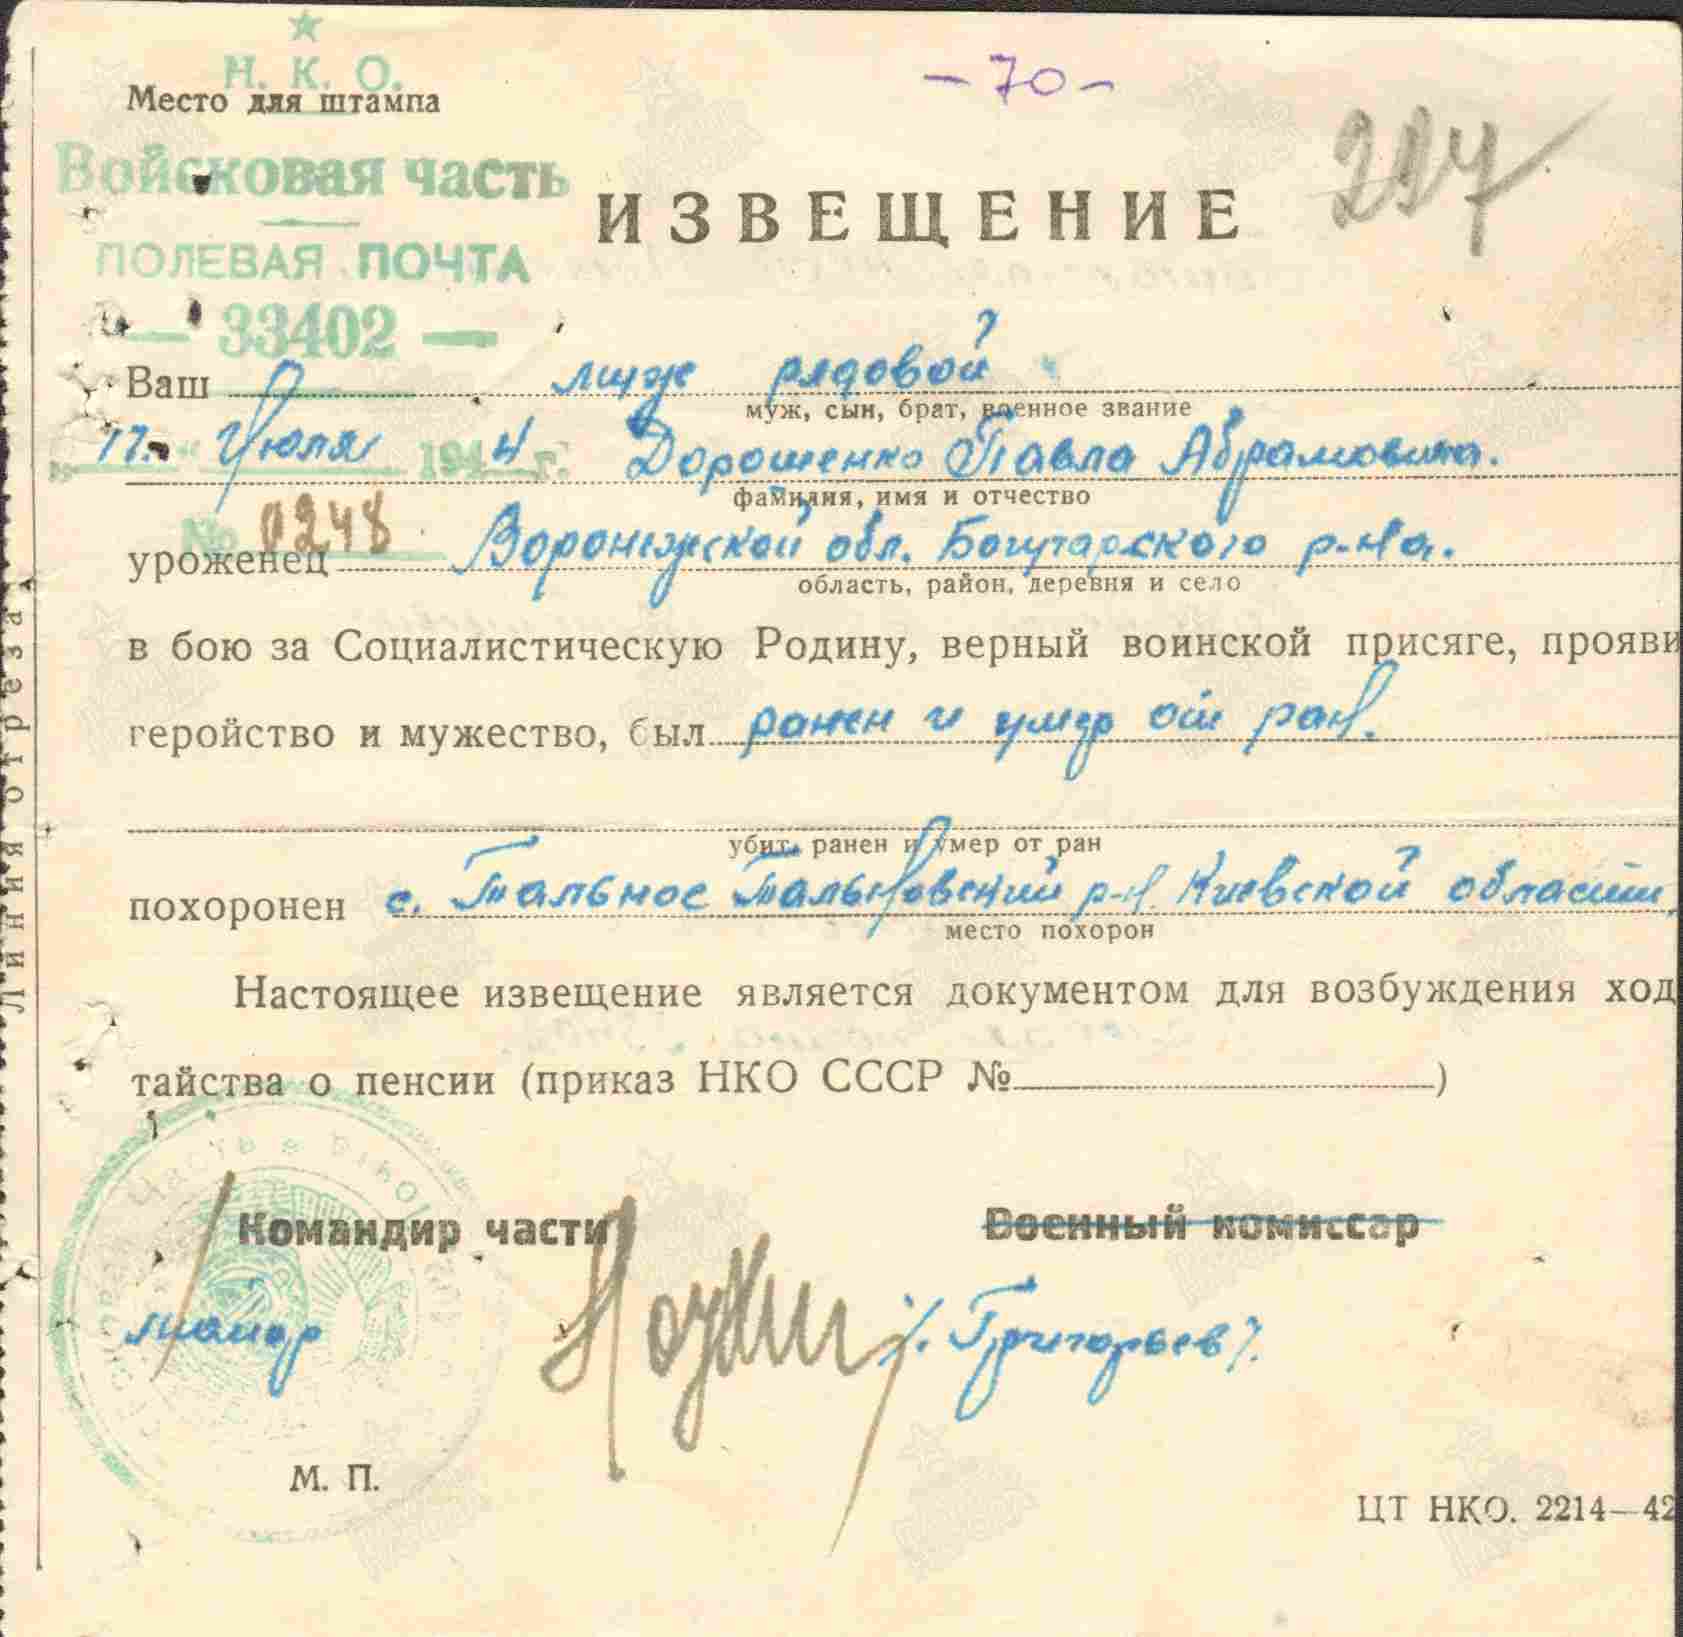 Н. К. О.
Место для штампа
Войсковая часть
ПОЛЕВАЯ ПОЧТА
— 33402 —
„17“ Июля 1944 г.
№ 0248
- 70 -
ИЗВЕЩЕНИЕ
Ваш муж рядовой
муж, сын, брат, военное звание
Дорошенко Павла Абрамовича.
фамилия, имя и отчество
уроженец Воронежской обл. Богучарского р-на.
область, район, деревня и село
в бою за Социалистическую Родину, верный воинской присяге, прояви
геройство и мужество, был ранен и умер от ран.
убит, ранен и умер от ран
похоронен с. Тальное Тальновский р-н. Киевской области.
место похорон
Настоящее извещение является документом для возбуждения ход
тайства о пенсии (приказ НКО СССР № )
Командир части Военный комиссар
майор /. Григорьев /.
М. П.
ЦТ НКО. 2214—42
Линия отреза